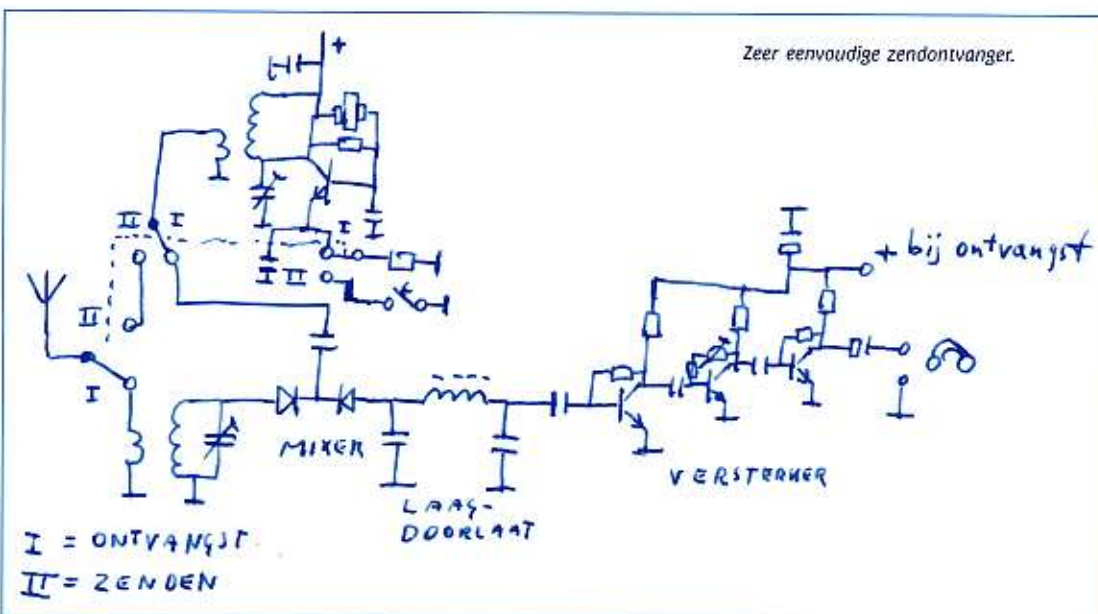 Zeer eenvoudige zendontvanger.
+
II I
I
II
II
I
+ bij ontvangst
MIXER
VERSTERKER
LAAG-
DOORLAAT
I = ONTVANGST
II = ZENDEN